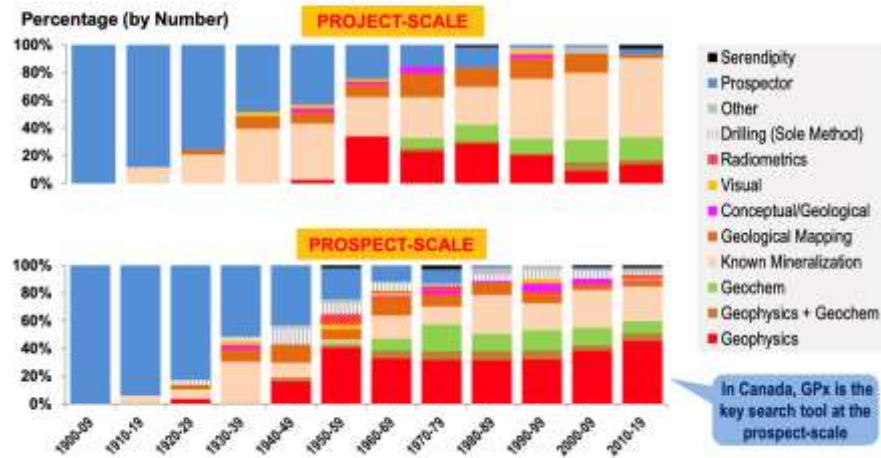 Percentage (by Number)
PROJECT-SCALE
100%
80%
60%
40%
20%
0%
PROSPECT-SCALE
100%
80%
60%
40%
20%
0%
1900-09
1910-19
1920-29
1930-39
1940-49
1950-59
1960-69
1970-79
1980-89
1990-99
2000-09
2010-19
Serendipity
Prospector
Other
Drilling (Sole Method)
Radiometrics
Visual
Conceptual/Geological
Geological Mapping
Known Mineralization
Geochem
Geophysics + Geochem
Geophysics
In Canada, GPx is the
key search tool at the
prospect-scale